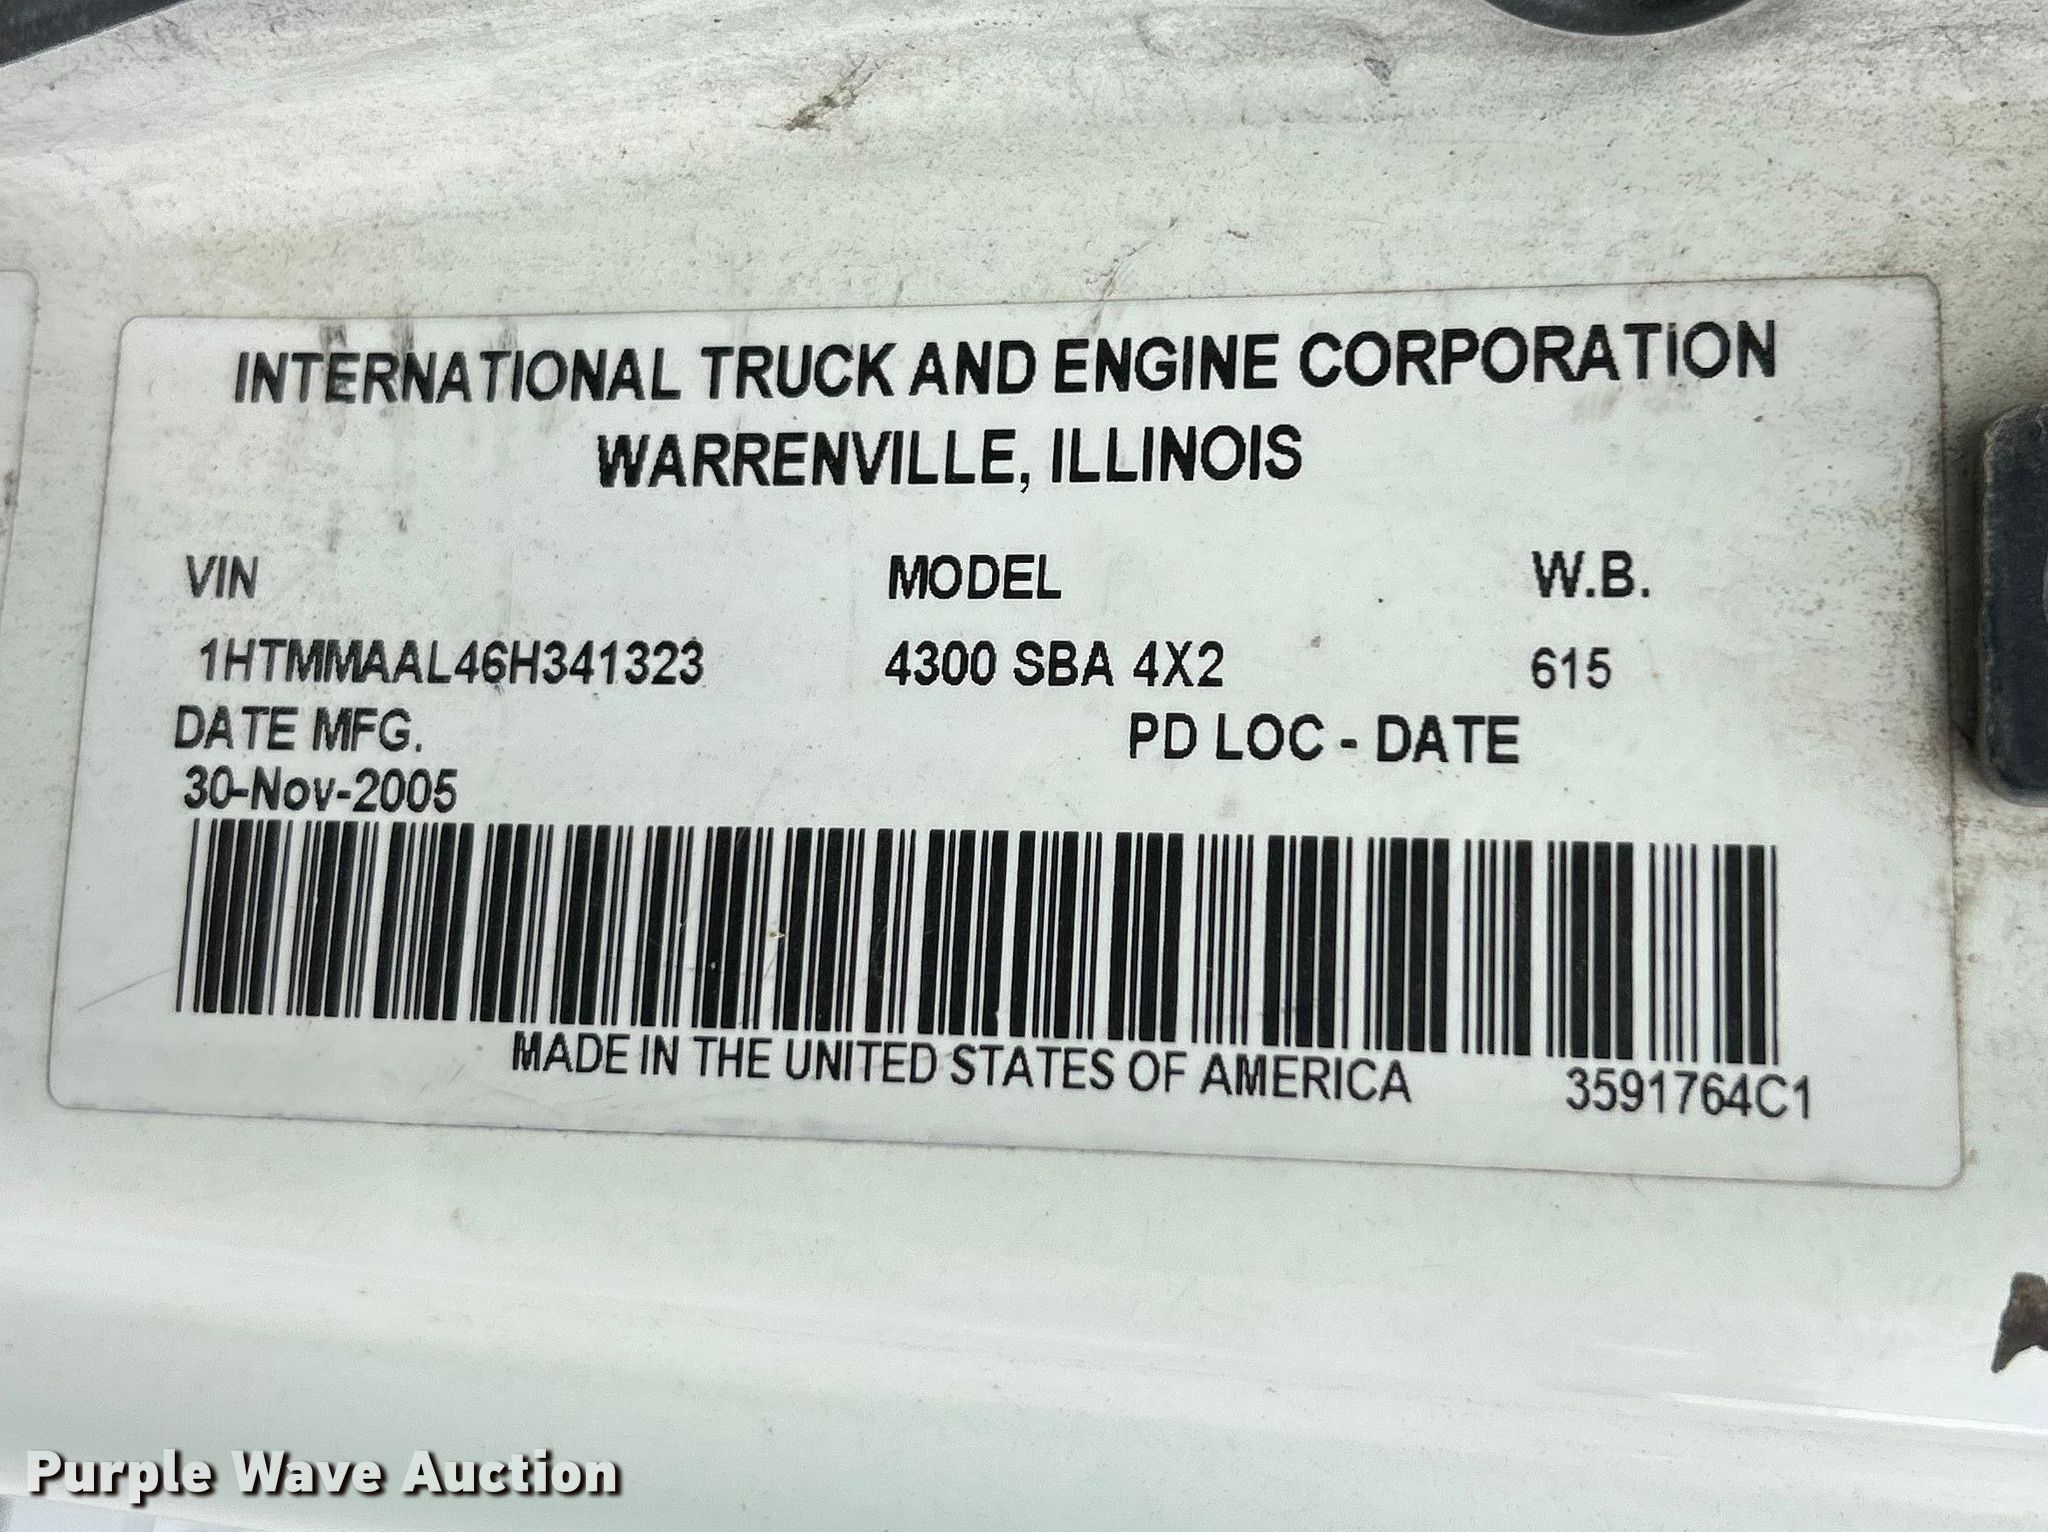 INTERNATIONAL TRUCK AND ENGINE CORPORATION
WARRENVILLE, ILLINOIS
VIN MODEL W.B.
1HTMMAAL46H341323 4300 SBA 4X2 615
DATE MFG. PD LOC - DATE
30-Nov-2005
MADE IN THE UNITED STATES OF AMERICA 3591764C1
Purple Wave Auction